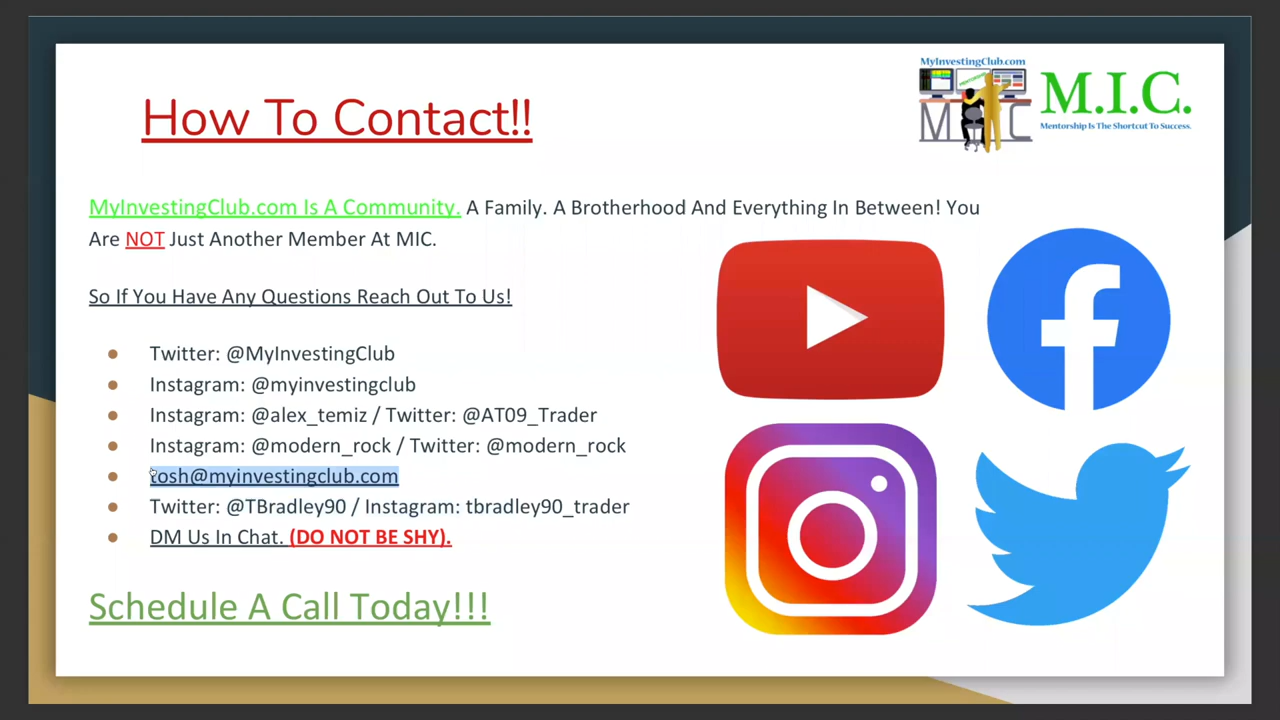 MyInvestingClub.com
M.I.C.
Mentorship Is The Shortcut To Success.
MIC
How To Contact!!
MyInvestingClub.com Is A Community. A Family. A Brotherhood And Everything In Between! You
Are NOT Just Another Member At MIC.
So If You Have Any Questions Reach Out To Us!
Twitter: @MyInvestingClub
Instagram: @myinvestingclub
Instagram: @alex_temiz / Twitter: @AT09_Trader
Instagram: @modern_rock / Twitter: @modern_rock
tosh@myinvestingclub.com
Twitter: @TBradley90 / Instagram: tbradley90_trader
DM Us In Chat. (DO NOT BE SHY).
Schedule A Call Today!!!